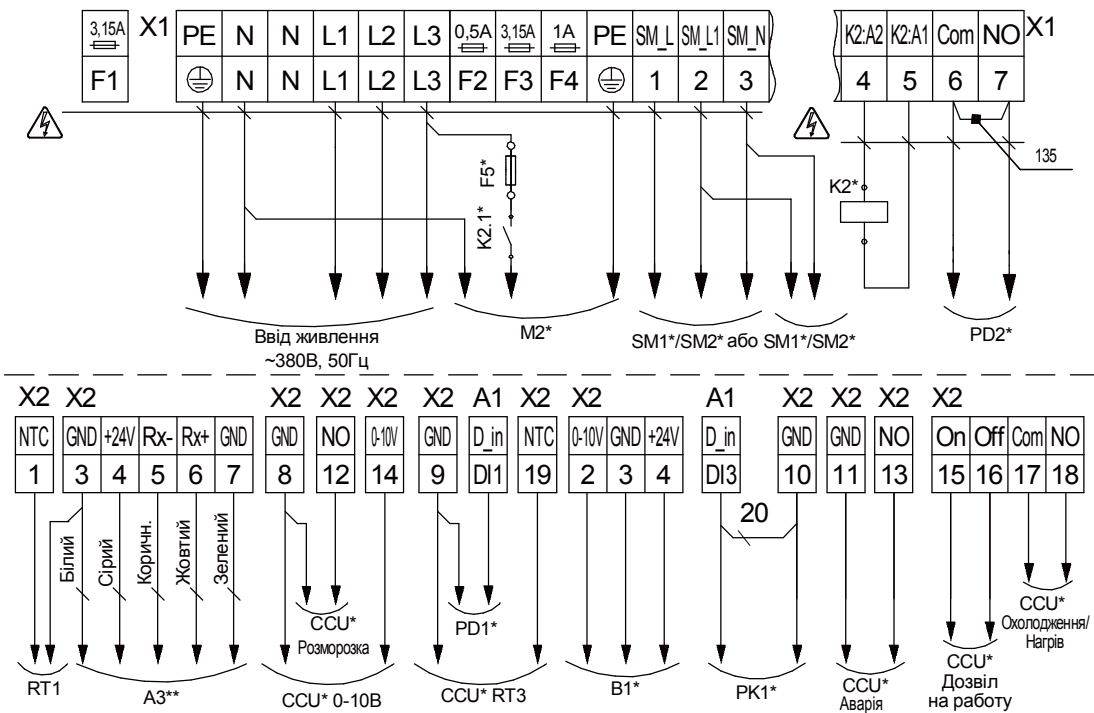 3,15A X1 PE N N L1 L2 L3 0,5A 3,15A 1A PE SM_L SM_L1 SM_N K2:A2 K2:A1 Com NO X1
F1 N N L1 L2 L3 F2 F3 F4 1 2 3 4 5 6 7
135
F5*
K2.1*
K2*
Ввід живлення
~380В, 50Гц
M2*
SM1*/SM2* або SM1*/SM2*
PD2*
X2 X2 X2 X2 X2 X2 A1 X2 X2 A1 X2 X2 X2 X2
NTC GND +24V Rx- Rx+ GND GND NO 0-10V GND D_in NTC 0-10V GND +24V D_in GND GND NO On Off Com NO
1 3 4 5 6 7 8 12 14 9 DI1 19 2 3 4 DI3 10 11 13 15 16 17 18
20
Білий
Сірий
Коричн.
Жовтий
Зелений
CCU*
Розморозка
PD1*
CCU*
Охолодження/
Нагрів
RT1
A3**
CCU* 0-10В
CCU* RT3
B1*
PK1*
CCU*
Аварія
CCU*
Дозвіл
на работу